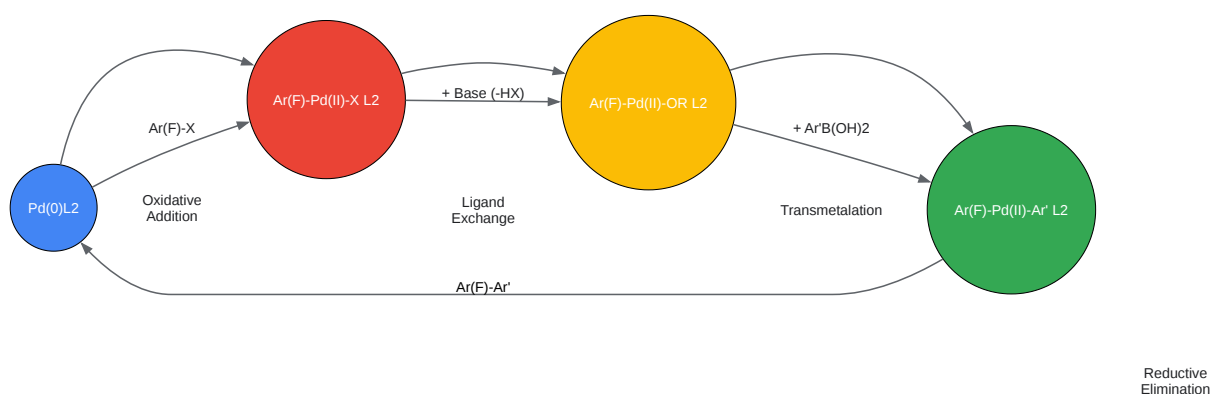 Ar(F)-Pd(II)-X L2
+ Base (-HX)
Ar(F)-Pd(II)-OR L2
Ar(F)-X
+ Ar'B(OH)2
Pd(0)L2
Oxidative
Addition
Ligand
Exchange
Transmetalation
Ar(F)-Pd(II)-Ar' L2
Ar(F)-Ar'
Reductive
Elimination